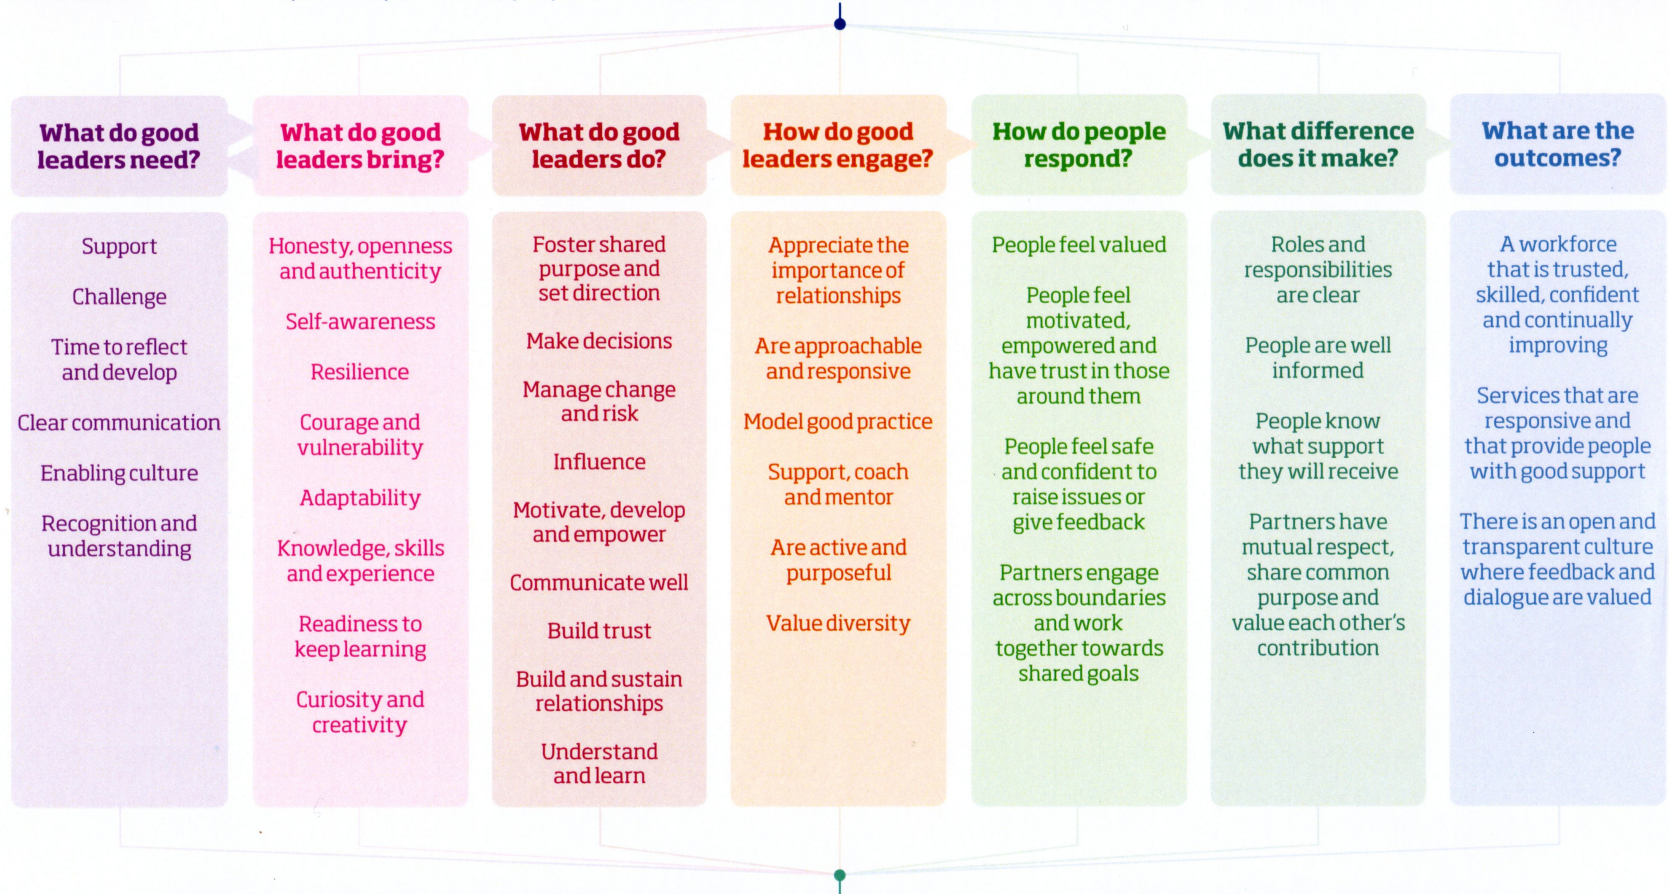 What do good
leaders need?
Support
Challenge
Time to reflect
and develop
Clear communication
Enabling culture
Recognition and
understanding
What do good
leaders bring?
Honesty, openness
and authenticity
Self-awareness
Resilience
Courage and
vulnerability
Adaptability
Knowledge, skills
and experience
Readiness to
keep learning
Curiosity and
creativity
What do good
leaders do?
Foster shared
purpose and
set direction
Make decisions
Manage change
and risk
Influence
Motivate, develop
and empower
Communicate well
Build trust
Build and sustain
relationships
Understand
and learn
How do good
leaders engage?
Appreciate the
importance of
relationships
Are approachable
and responsive
Model good practice
Support, coach
and mentor
Are active and
purposeful
Value diversity
How do people
respond?
People feel valued
People feel
motivated,
empowered and
have trust in those
around them
People feel safe
and confident to
raise issues or
give feedback
Partners engage
across boundaries
and work
together towards
shared goals
What difference
does it make?
Roles and
responsibilities
are clear
People are well
informed
People know
what support
they will receive
Partners have
mutual respect,
share common
purpose and
value each other's
contribution
What are the
outcomes?
A workforce
that is trusted,
skilled, confident
and continually
improving
Services that are
responsive and
that provide people
with good support
There is an open and
transparent culture
where feedback and
dialogue are valued